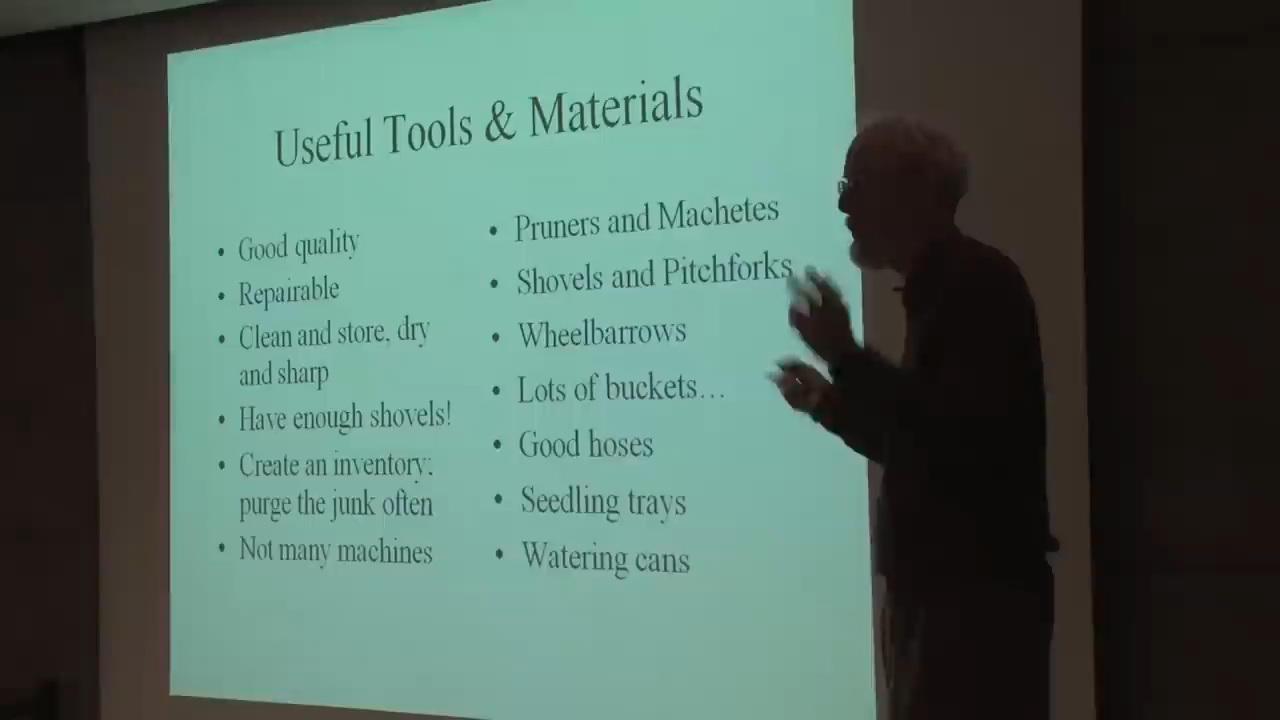 Useful Tools & Materials
• Good quality
• Repairable
• Clean and store, dry
and sharp
• Have enough shovels!
• Create an inventory;
purge the junk often
• Not many machines
• Pruners and Machetes
• Shovels and Pitchforks
• Wheelbarrows
• Lots of buckets…
• Good hoses
• Seedling trays
• Watering cans